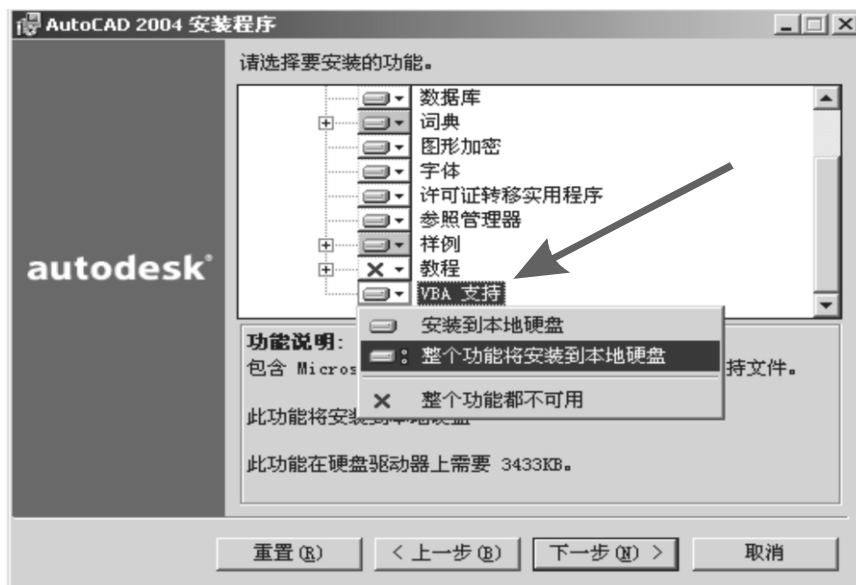 AutoCAD 2004 安装程序
请选择要安装的功能。
数据库
词典
图形加密
字体
许可证转移实用程序
参照管理器
样例
教程
VBA 支持
autodesk
安装到本地硬盘
整个功能将安装到本地硬盘
整个功能都不可用
功能说明:
包含 Micros 持文件。
此功能将安装到本地硬盘
此功能在硬盘驱动器上需要 3433KB。
重置(R) < 上一步(B) 下一步(N) > 取消